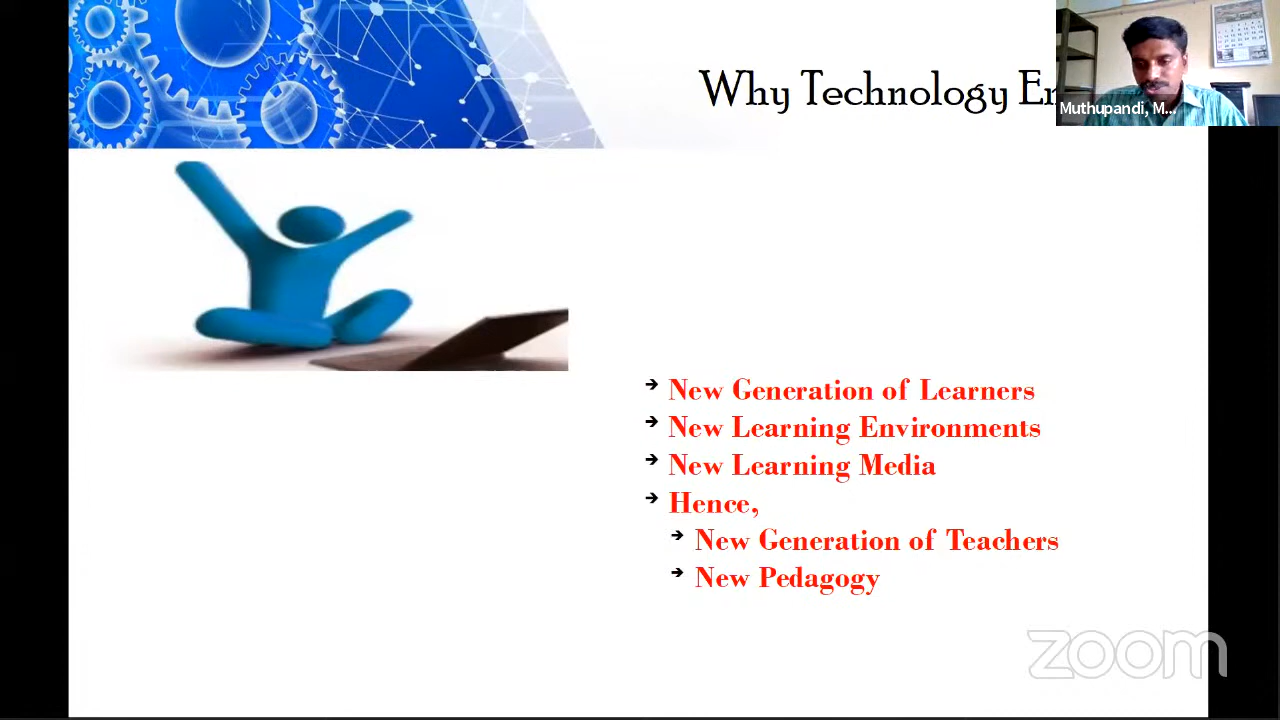 Why Technology
Muthupandi, M...
New Generation of Learners
New Learning Environments
New Learning Media
Hence,
New Generation of Teachers
New Pedagogy
zoom